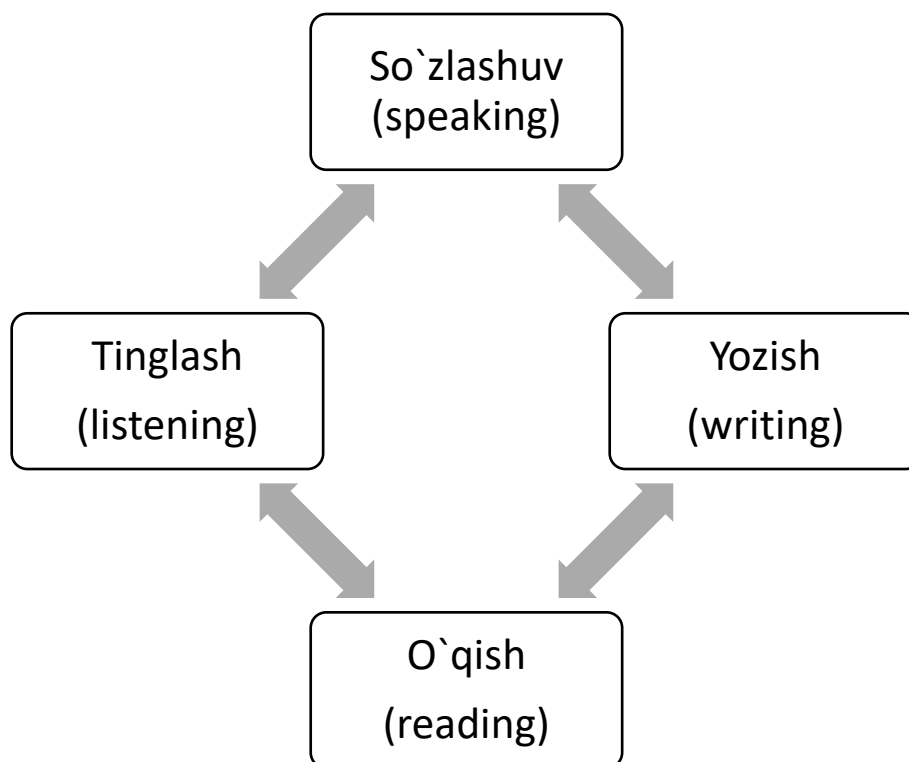 So`zlashuv
(speaking)
Tinglash
(listening)
Yozish
(writing)
O`qish
(reading)